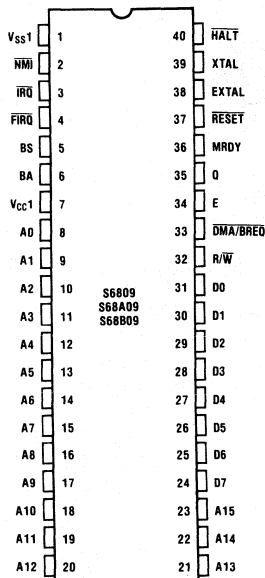 VSS1 1 40 HALT
NMI 2 39 XTAL
IRQ 3 38 EXTAL
FIRQ 4 37 RESET
BS 5 36 MRDY
BA 6 35 Q
VCC1 7 34 E
A0 8 33 DMA/BREQ
A1 9 32 R/W
A2 10 31 D0
S6809
A3 11 30 D1
S68A09
S68B09
A4 12 29 D2
A5 13 28 D3
A6 14 27 D4
A7 15 26 D5
A8 16 25 D6
A9 17 24 D7
A10 18 23 A15
A11 19 22 A14
A12 20 21 A13